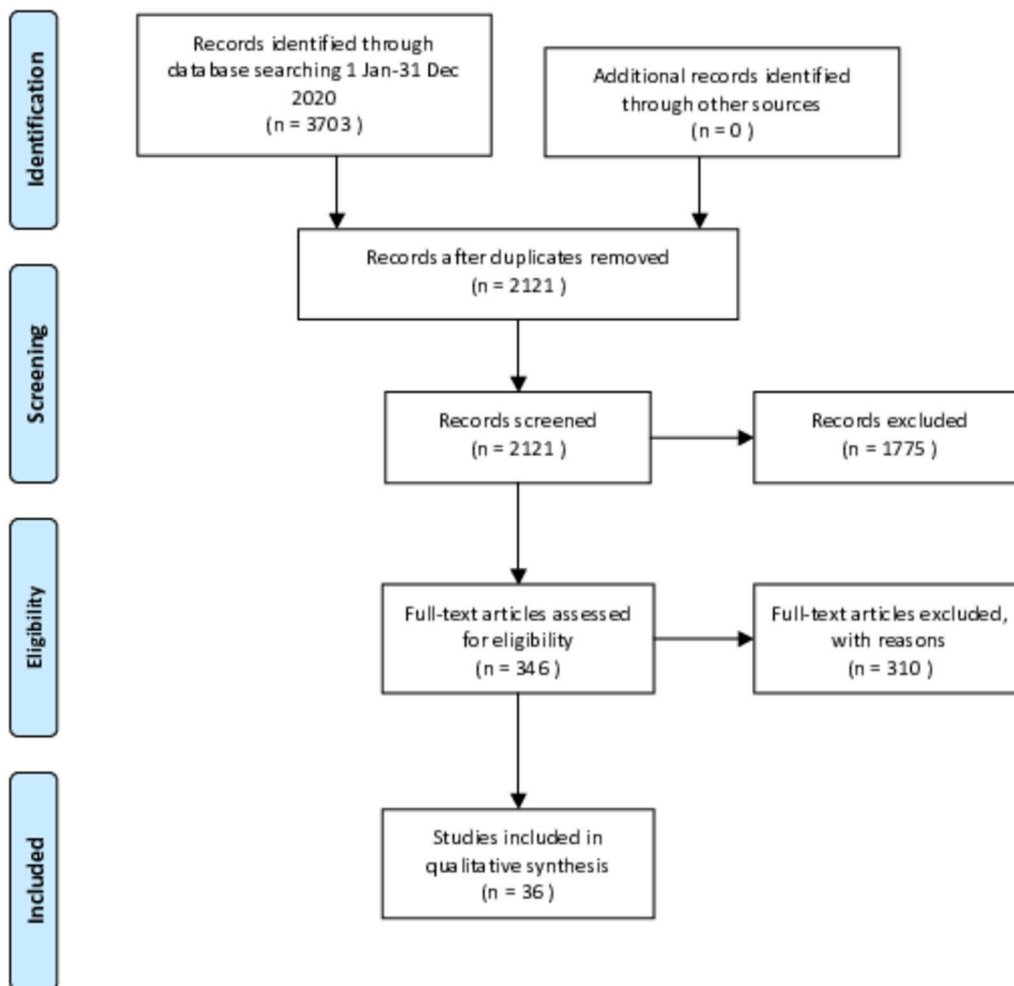 Identification
Records identified through
database searching 1 Jan-31 Dec
2020
(n = 3703 )
Additional records identified
through other sources
(n = 0 )
Records after duplicates removed
(n = 2121 )
Screening
Records screened
(n = 2121 )
Records excluded
(n = 1775 )
Eligibility
Full-text articles assessed
for eligibility
(n = 346 )
Full-text articles excluded,
with reasons
(n = 310 )
Included
Studies included in
qualitative synthesis
(n = 36 )